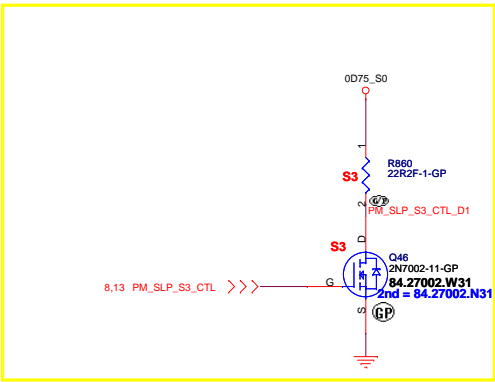 0D75_S0
1
R860
22R2F-1-GP
S3
G/P
2
PM_SLP_S3_CTL_D1
D
S3
Q46
2N7002-11-GP
84.27002.W31
2nd = 84.27002.N31
G
8,13 PM_SLP_S3_CTL
S
GP